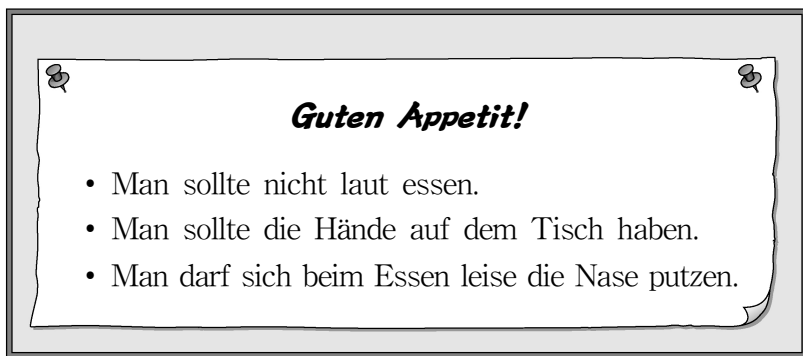 Guten Appetit!
• Man sollte nicht laut essen.
• Man sollte die Hände auf dem Tisch haben.
• Man darf sich beim Essen leise die Nase putzen.